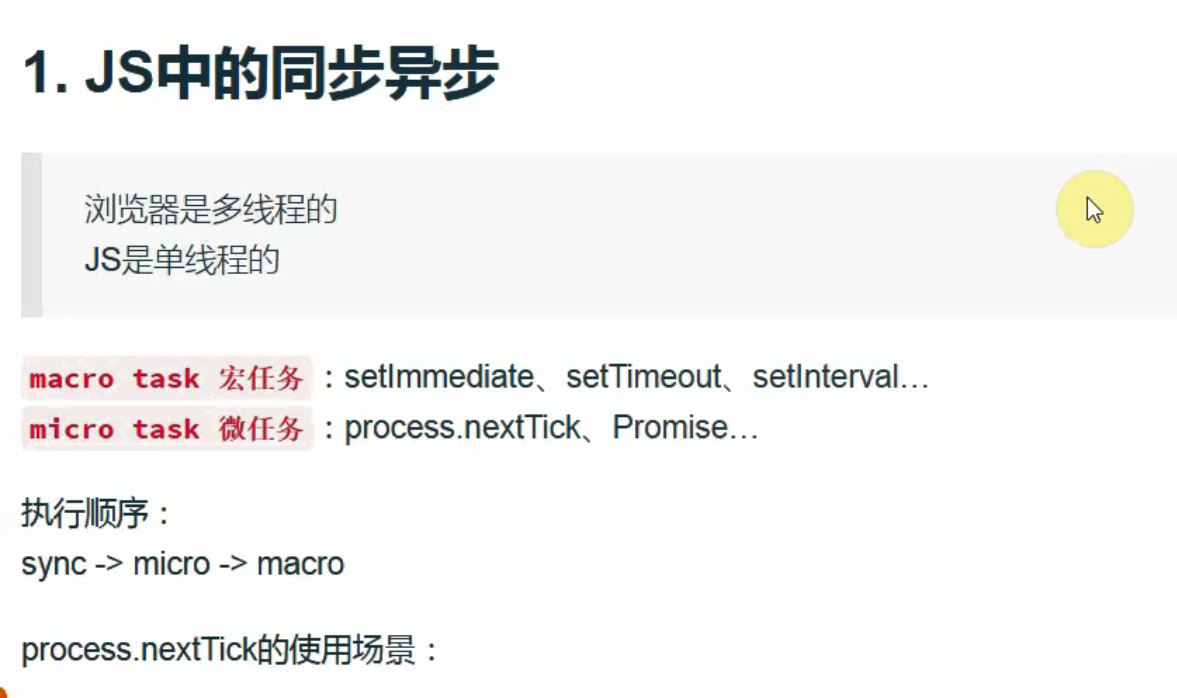 1. JS中的同步异步
浏览器是多线程的
JS是单线程的
macro task 宏任务：setImmediate、setTimeout、setInterval…
micro task 微任务：process.nextTick、Promise…
执行顺序：
sync -> micro -> macro
process.nextTick的使用场景：